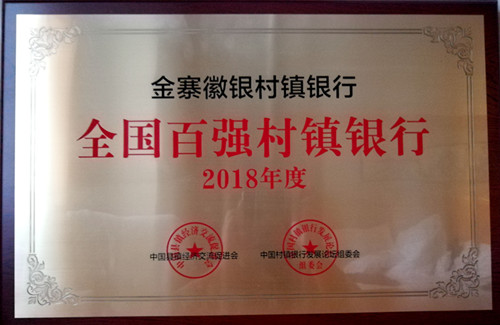 金寨徽银村镇银行
全国百强村镇银行
2018年度
中国县镇经济交流促进会
中国村镇银行发展论坛组委会